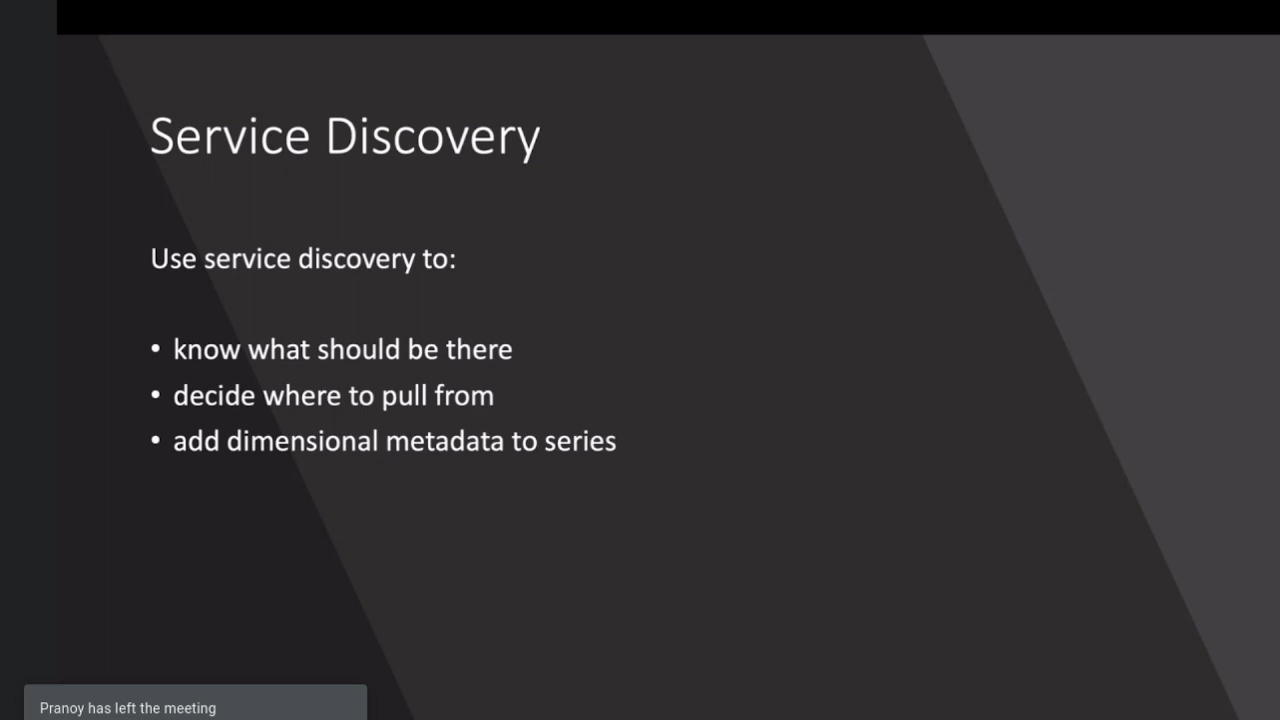 Service Discovery
Use service discovery to:
• know what should be there
• decide where to pull from
• add dimensional metadata to series
Pranoy has left the meeting